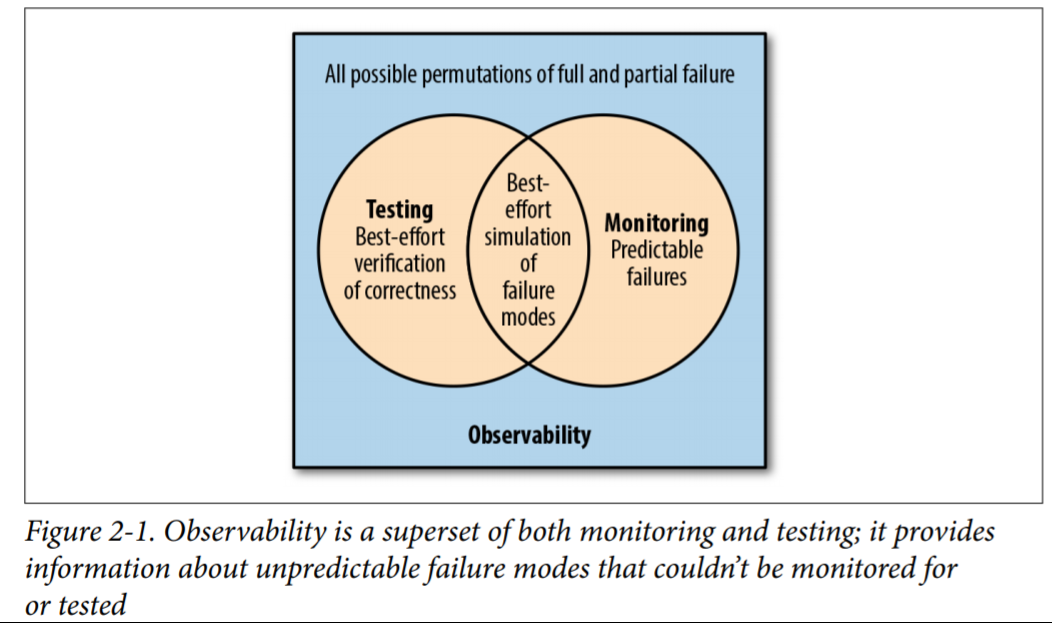 All possible permutations of full and partial failure
Testing
Best-effort
verification
of correctness
Best-
effort
simulation
of
failure
modes
Monitoring
Predictable
failures
Observability
Figure 2-1. Observability is a superset of both monitoring and testing; it provides
information about unpredictable failure modes that couldn’t be monitored for
or tested